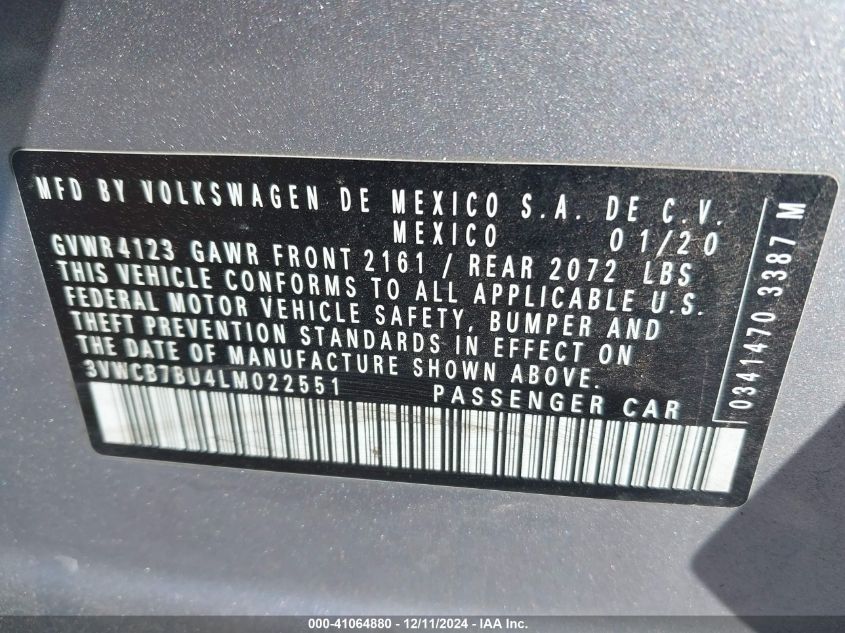 MFD BY VOLKSWAGEN DE MEXICO S.A. DE C.V.
MEXICO 01/20
GVWR4123 GAWR FRONT 2161 / REAR 2072 LBS
THIS VEHICLE CONFORMS TO ALL APPLICABLE U.S.
FEDERAL MOTOR VEHICLE SAFETY, BUMPER AND
THEFT PREVENTION STANDARDS IN EFFECT ON
THE DATE OF MANUFACTURE SHOWN ABOVE.
3VWCB7BU4LM022551 PASSENGER CAR
0341470 3387 M
000-41064880 - 12/11/2024 - IAA Inc.